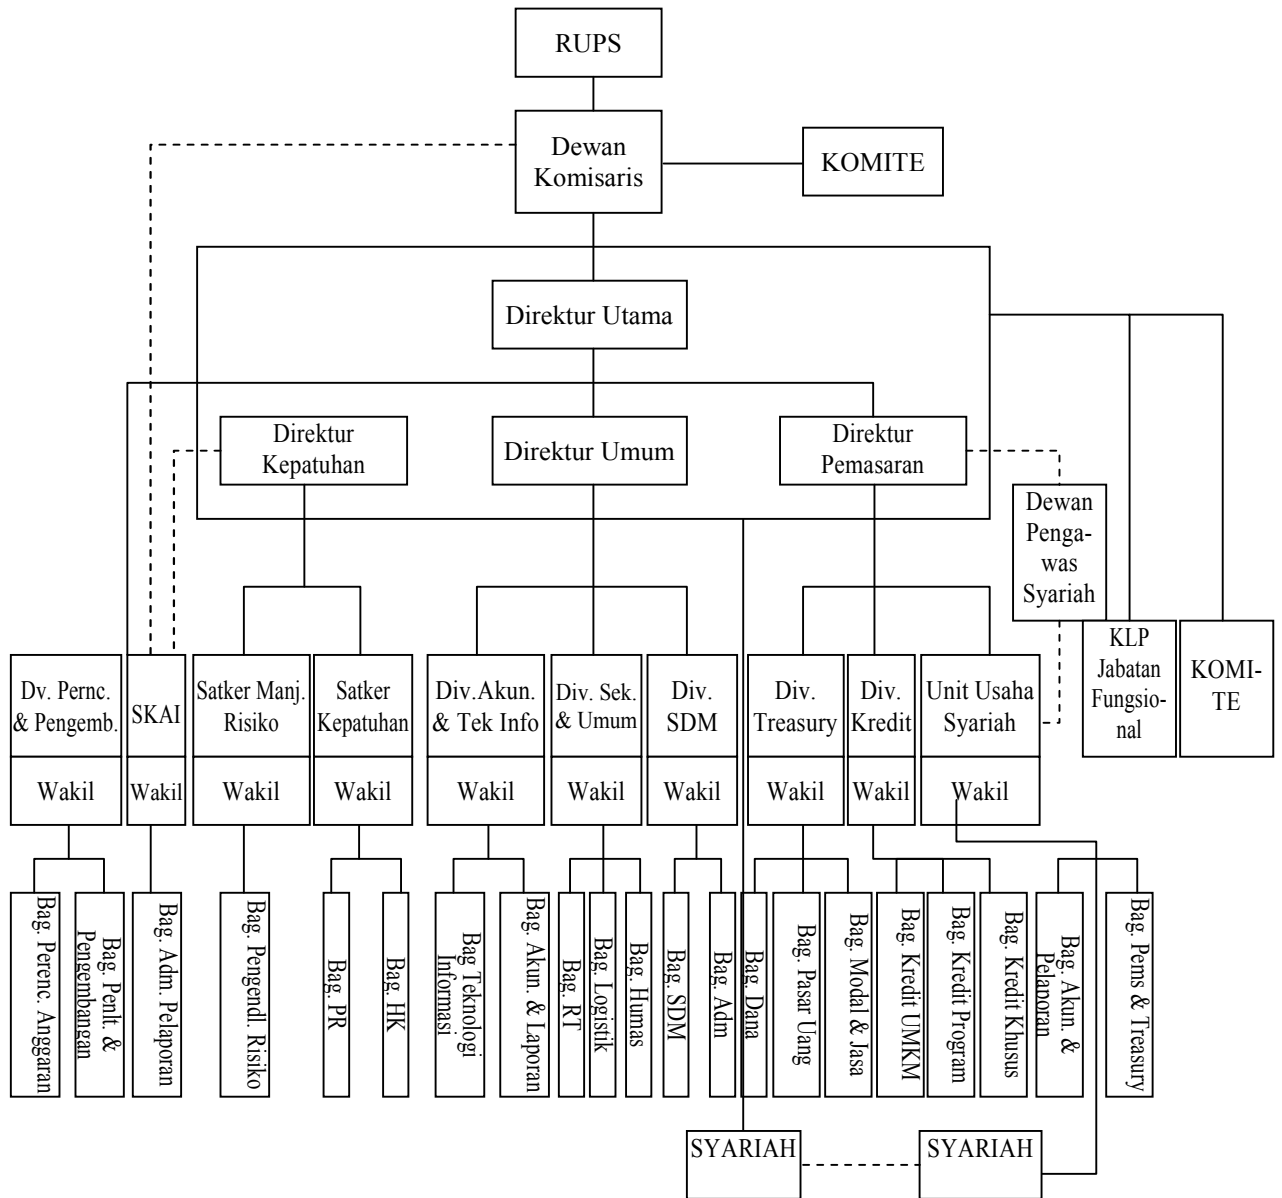 RUPS
Dewan
Komisaris
KOMITE
Direktur Utama
Direktur
Kepatuhan
Direktur Umum
Direktur
Pemasaran
Dewan
Penga-
was
Syariah
KLP
Jabatan
Fungsio-
nal
KOMI-
TE
Dv. Pernc.
& Pengemb.
Wakil
SKAI
Wakil
Satker Manj.
Risiko
Wakil
Satker
Kepatuhan
Wakil
Div.Akun.
& Tek Info
Wakil
Div. Sek.
& Umum
Wakil
Div.
SDM
Wakil
Div.
Treasury
Wakil
Div.
Kredit
Wakil
Unit Usaha
Syariah
Wakil
Bag. Perenc. Anggaran
Bag. Penlt. &
Pengembangan
Bag. Adm. Pelaporan
Bag. Pengendl. Risiko
Bag. PR
Bag. HK
Bag Teknologi
Informasi
Bag. Akun. & Laporan
Bag. RT
Bag. Logistik
Bag. Humas
Bag. SDM
Bag. Adm
Bag. Dana
Bag. Pasar Uang
Bag. Modal & Jasa
Bag. Kredit UMKM
Bag. Kredit Program
Bag. Kredit Khusus
Bag. Akun. &
Pelaporan
Bag. Pems & Treasury
SYARIAH
SYARIAH